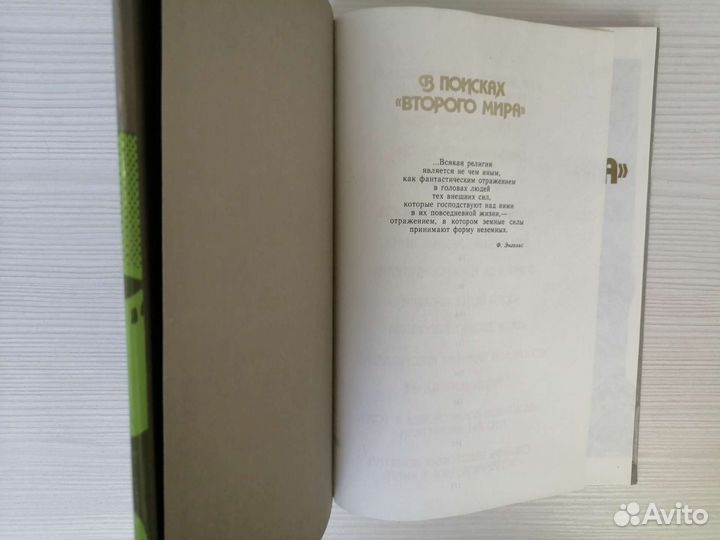 В ПОИСКАХ
«ВТОРОГО МИРА»
...Всякая религия
является не чем иным,
как фантастическим отражением
в головах людей
тех внешних сил,
которые господствуют над ними
в их повседневной жизни,—
отражением, в котором земные силы
принимают форму неземных.
Ф. Энгельс
А»
Avito